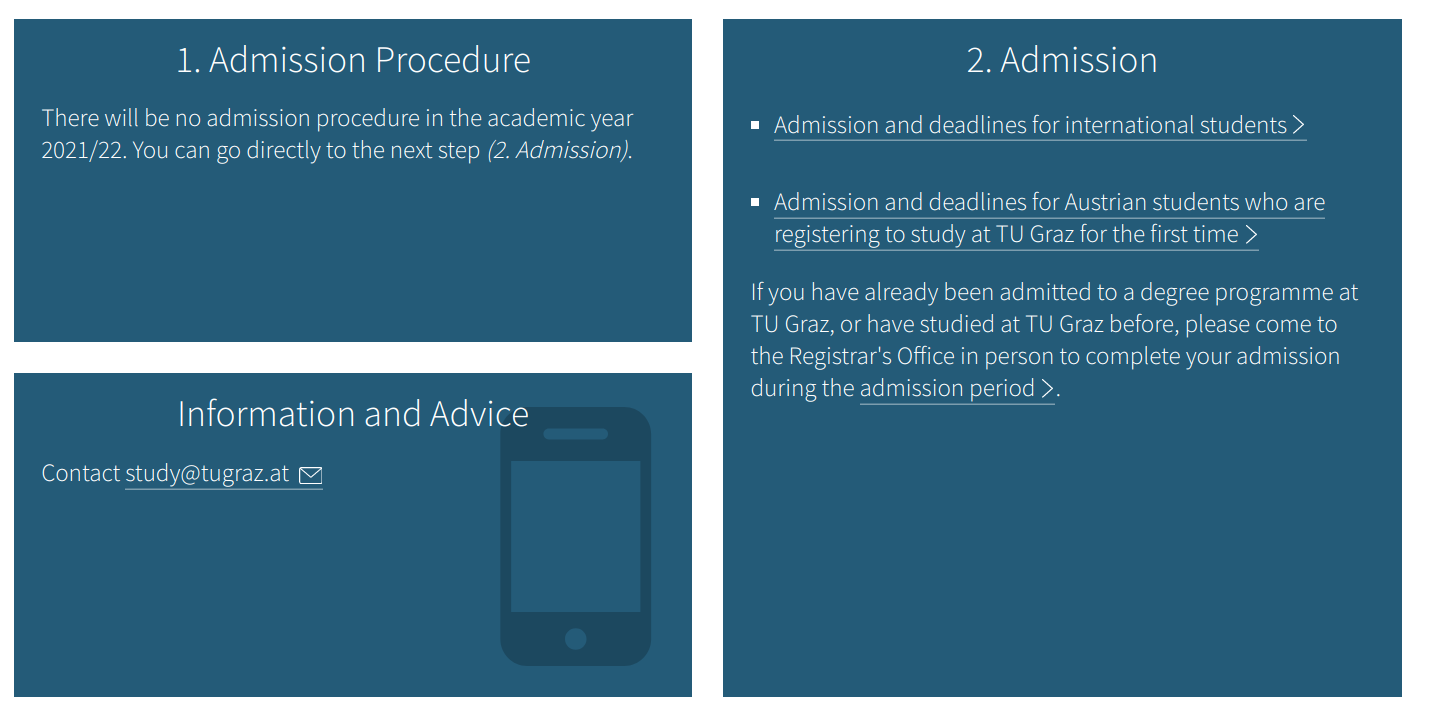 1. Admission Procedure
There will be no admission procedure in the academic year
2021/22. You can go directly to the next step (2. Admission).
Information and Advice
Contact study@tugraz.at
2. Admission
Admission and deadlines for international students
Admission and deadlines for Austrian students who are
registering to study at TU Graz for the first time
If you have already been admitted to a degree programme at
TU Graz, or have studied at TU Graz before, please come to
the Registrar's Office in person to complete your admission
during the admission period.